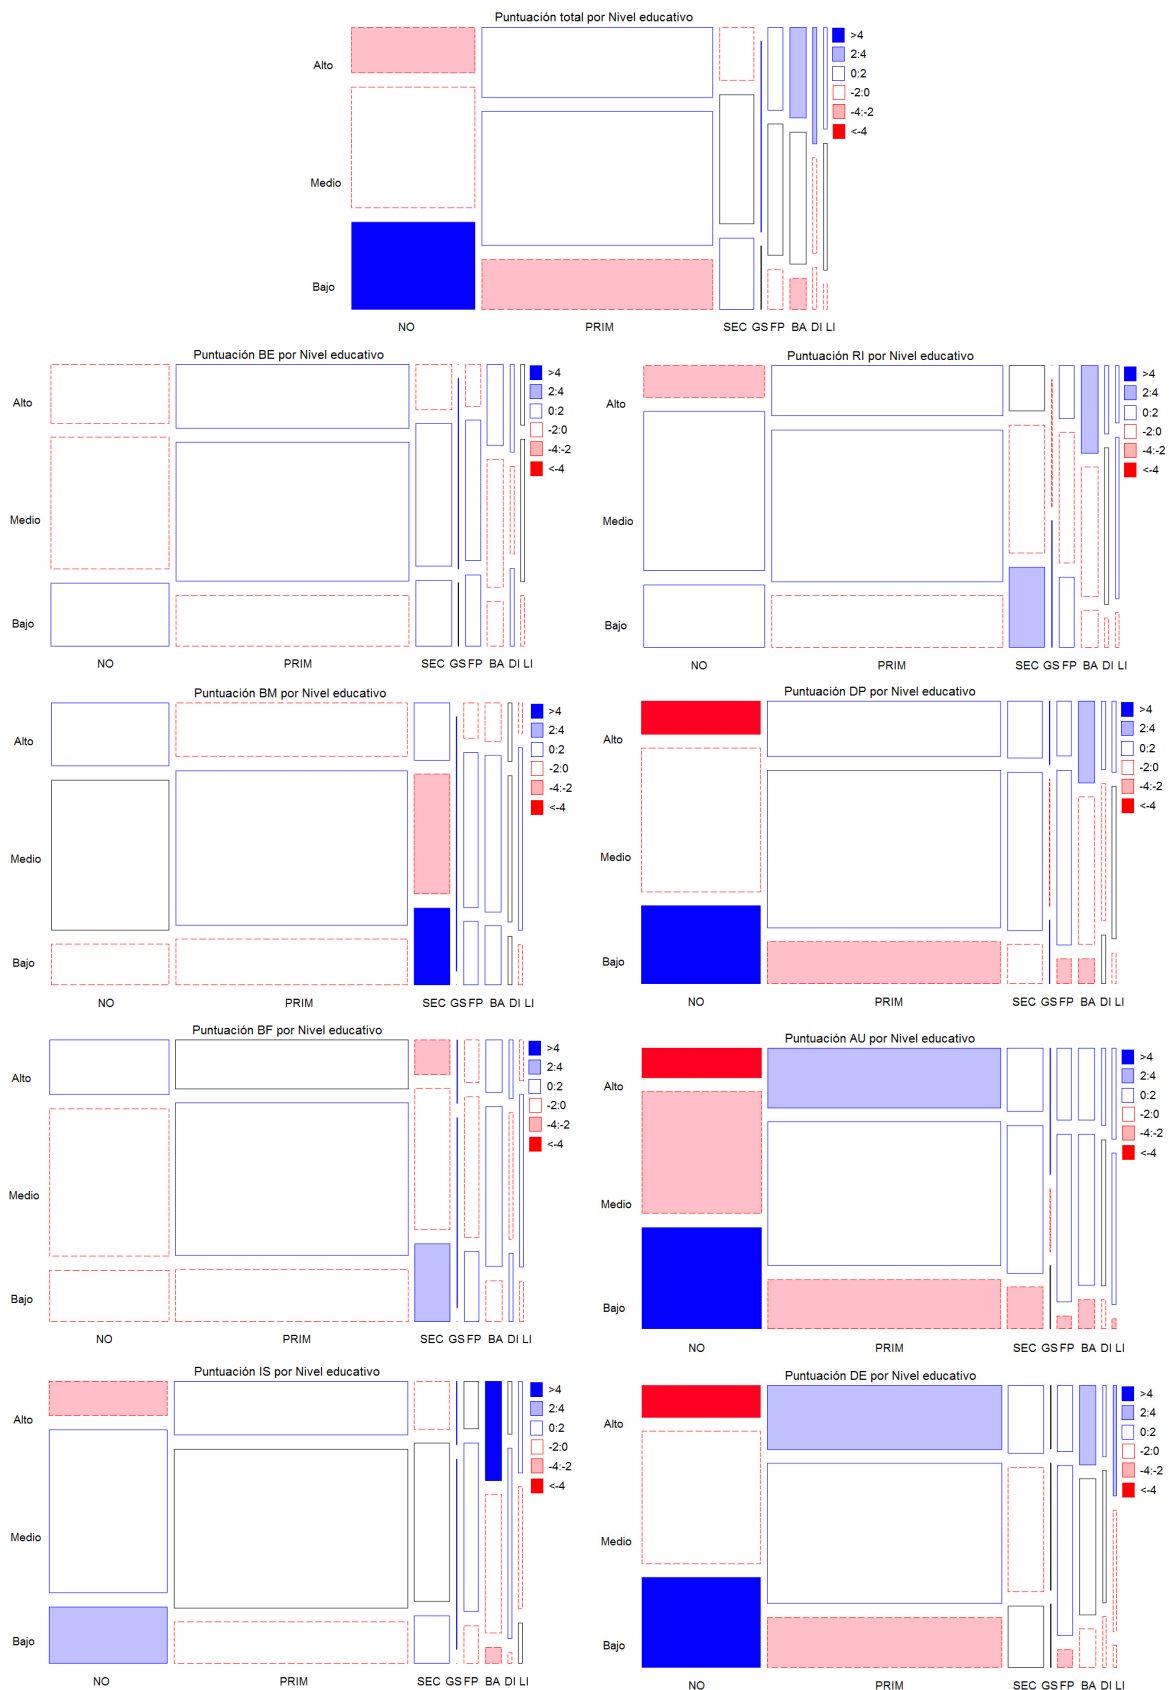 Puntuación total por Nivel educativo
>4
2:4
0:2
-2:0
-4:-2
<-4
Alto
Medio
Bajo
NO PRIM SEC GS FP BA DI LI
Puntuación BE por Nivel educativo
>4
2:4
0:2
-2:0
-4:-2
<-4
Alto
Medio
Bajo
NO PRIM SEC GS FP BA DI LI
Puntuación RI por Nivel educativo
>4
2:4
0:2
-2:0
-4:-2
<-4
Alto
Medio
Bajo
NO PRIM SEC GS FP BA DI LI
Puntuación BM por Nivel educativo
>4
2:4
0:2
-2:0
-4:-2
<-4
Alto
Medio
Bajo
NO PRIM SEC GS FP BA DI LI
Puntuación DP por Nivel educativo
>4
2:4
0:2
-2:0
-4:-2
<-4
Alto
Medio
Bajo
NO PRIM SEC GS FP BA DI LI
Puntuación BF por Nivel educativo
>4
2:4
0:2
-2:0
-4:-2
<-4
Alto
Medio
Bajo
NO PRIM SEC GS FP BA DI LI
Puntuación AU por Nivel educativo
>4
2:4
0:2
-2:0
-4:-2
<-4
Alto
Medio
Bajo
NO PRIM SEC GS FP BA DI LI
Puntuación IS por Nivel educativo
>4
2:4
0:2
-2:0
-4:-2
<-4
Alto
Medio
Bajo
NO PRIM SEC GS FP BA DI LI
Puntuación DE por Nivel educativo
>4
2:4
0:2
-2:0
-4:-2
<-4
Alto
Medio
Bajo
NO PRIM SEC GS FP BA DI LI